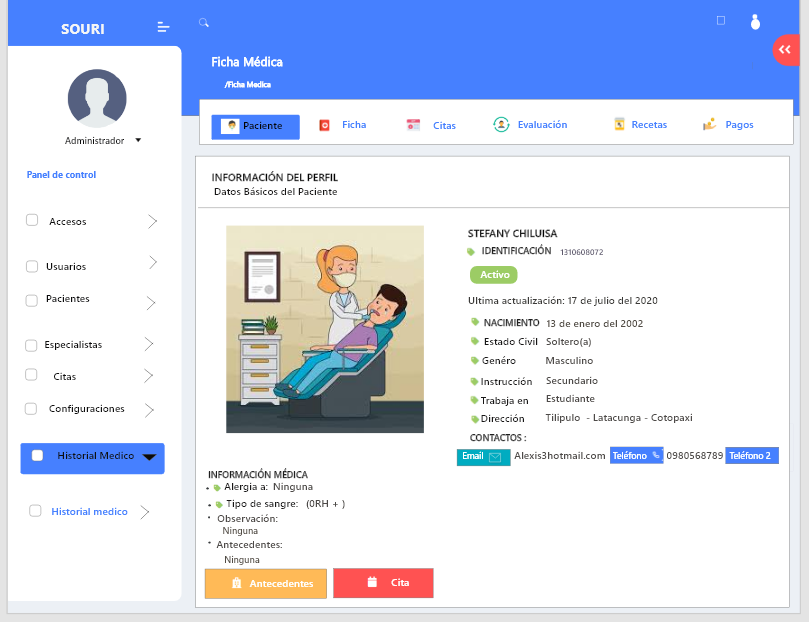 SOURI
Ficha Médica
/Ficha Medica
Administrador
Panel de control
Accesos
Usuarios
Pacientes
Especialistas
Citas
Configuraciones
Historial Medico
Historial medico
Paciente
Ficha
Citas
Evaluación
Recetas
Pagos
INFORMACIÓN DEL PERFIL
Datos Básicos del Paciente
STEFANY CHILUISA
IDENTIFICACIÓN 1310608072
Activo
Ultima actualización: 17 de julio del 2020
NACIMIENTO 13 de enero del 2002
Estado Civil Soltero(a)
Genéro Masculino
Instrucción Secundario
Trabaja en Estudiante
Dirección Tilipulo - Latacunga - Cotopaxi
CONTACTOS :
Email Alexis3hotmail.com Teléfono 0980568789 Teléfono 2
INFORMACIÓN MÉDICA
Alergia a: Ninguna
Tipo de sangre: (0RH + )
Observación:
Ninguna
Antecedentes:
Ninguna
Antecedentes
Cita